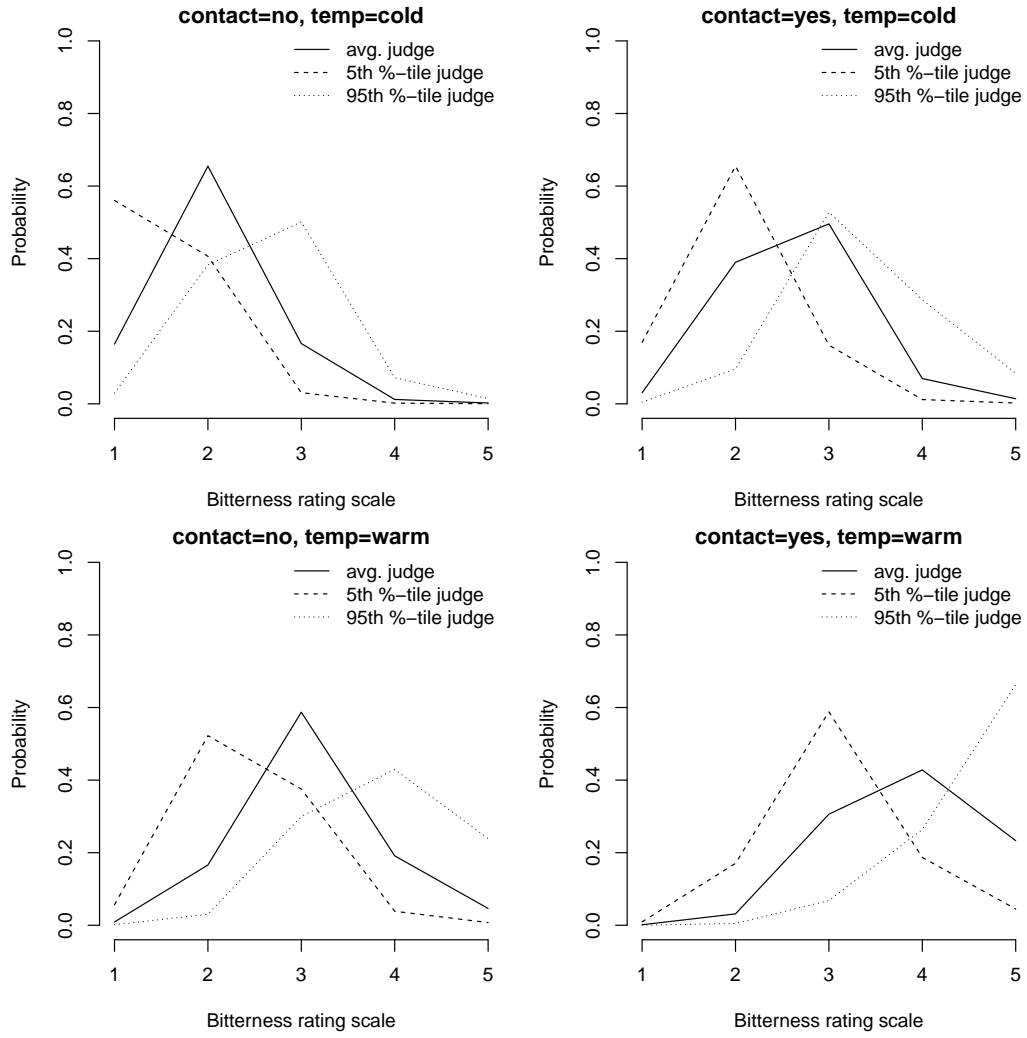 contact=no, temp=cold
avg. judge
5th %−tile judge
95th %−tile judge
Probability
1.0
0.8
0.6
0.4
0.2
0.0
1 2 3 4 5
Bitterness rating scale
contact=yes, temp=cold
avg. judge
5th %−tile judge
95th %−tile judge
Probability
1.0
0.8
0.6
0.4
0.2
0.0
1 2 3 4 5
Bitterness rating scale
contact=no, temp=warm
avg. judge
5th %−tile judge
95th %−tile judge
Probability
1.0
0.8
0.6
0.4
0.2
0.0
1 2 3 4 5
Bitterness rating scale
contact=yes, temp=warm
avg. judge
5th %−tile judge
95th %−tile judge
Probability
1.0
0.8
0.6
0.4
0.2
0.0
1 2 3 4 5
Bitterness rating scale